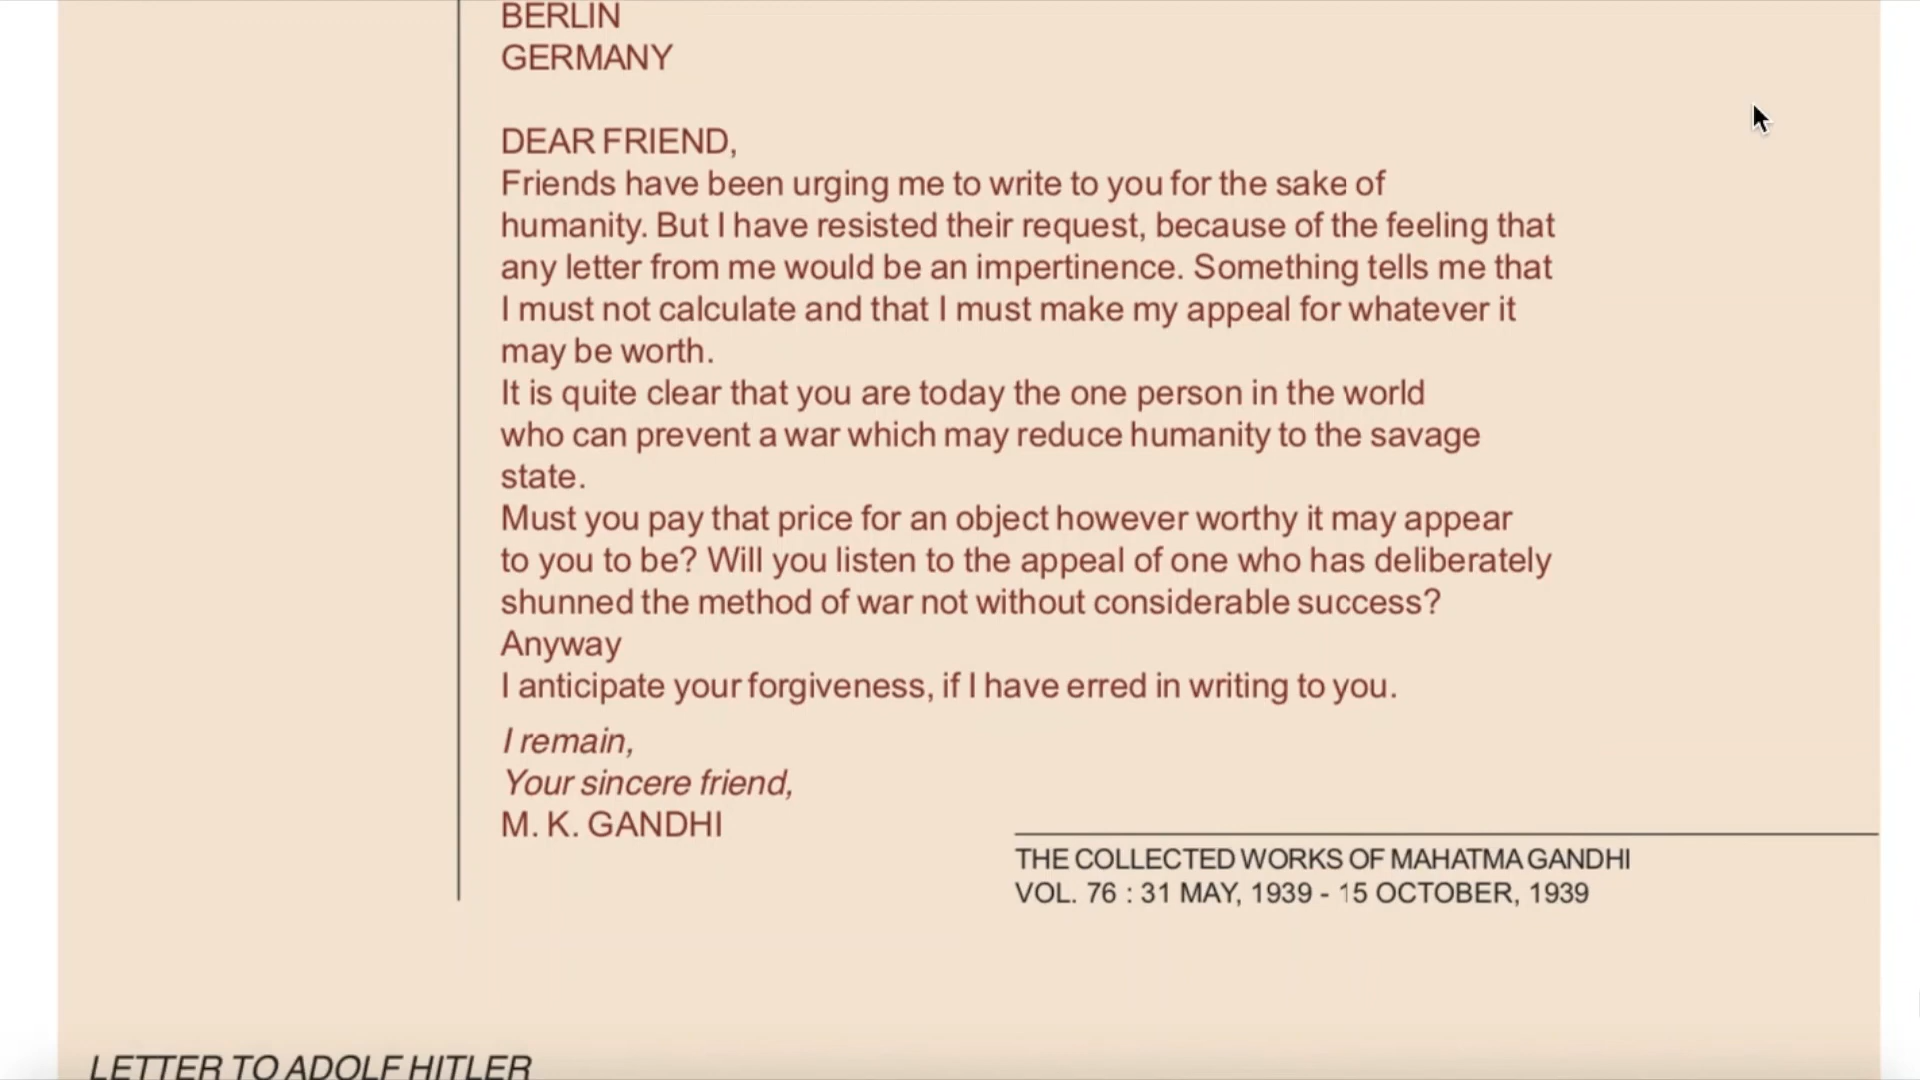 BERLIN
GERMANY
DEAR FRIEND,
Friends have been urging me to write to you for the sake of
humanity. But I have resisted their request, because of the feeling that
any letter from me would be an impertinence. Something tells me that
I must not calculate and that I must make my appeal for whatever it
may be worth.
It is quite clear that you are today the one person in the world
who can prevent a war which may reduce humanity to the savage
state.
Must you pay that price for an object however worthy it may appear
to you to be? Will you listen to the appeal of one who has deliberately
shunned the method of war not without considerable success?
Anyway
I anticipate your forgiveness, if I have erred in writing to you.
I remain,
Your sincere friend,
M. K. GANDHI
THE COLLECTED WORKS OF MAHATMA GANDHI
VOL. 76 : 31 MAY, 1939 - 15 OCTOBER, 1939
LETTER TO ADOLF HITLER